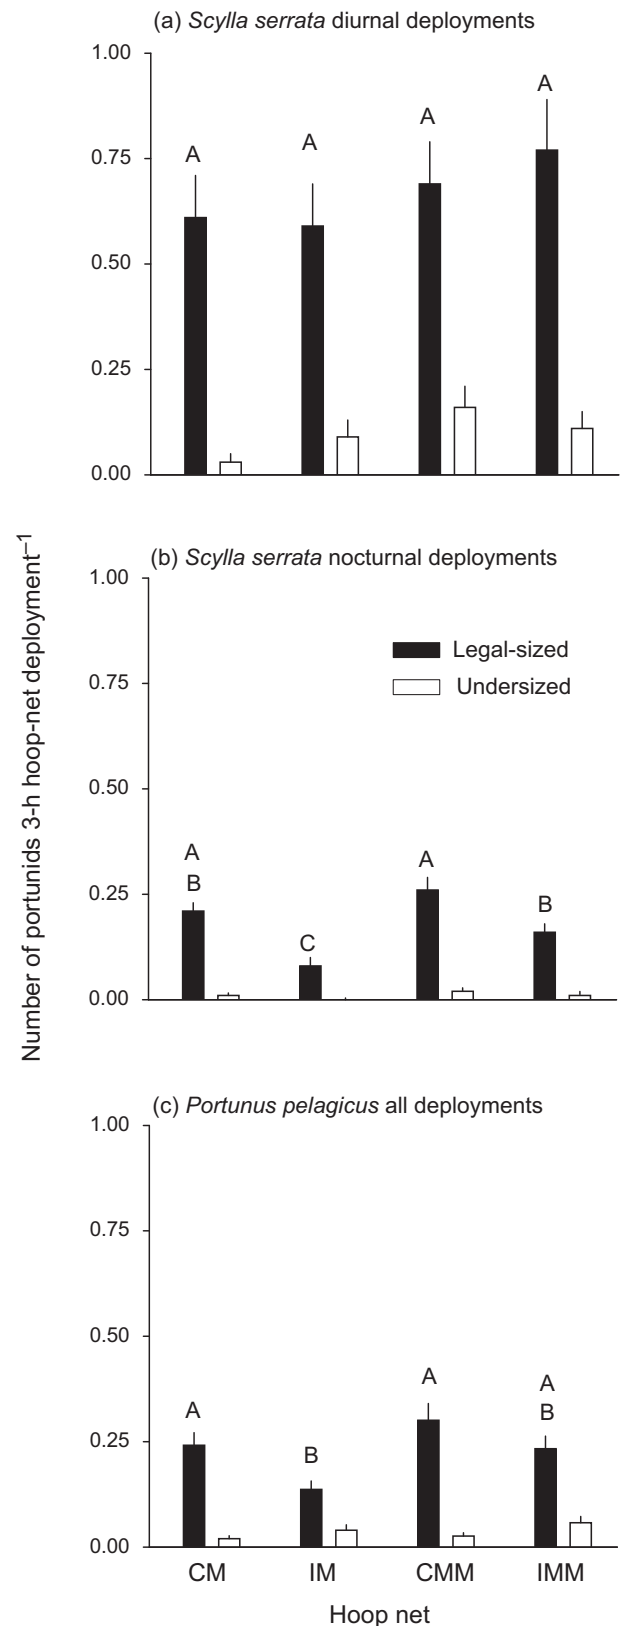 (a) Scylla serrata diurnal deployments
1.00
0.75
0.50
0.25
0.00
A
A
A
A
Number of portunids 3-h hoop-net deployment⁻¹
(b) Scylla serrata nocturnal deployments
1.00
0.75
0.50
0.25
0.00
Legal-sized
Undersized
A
B
C
A
B
(c) Portunus pelagicus all deployments
1.00
0.75
0.50
0.25
0.00
A
B
A
A
B
CM IM CMM IMM
Hoop net